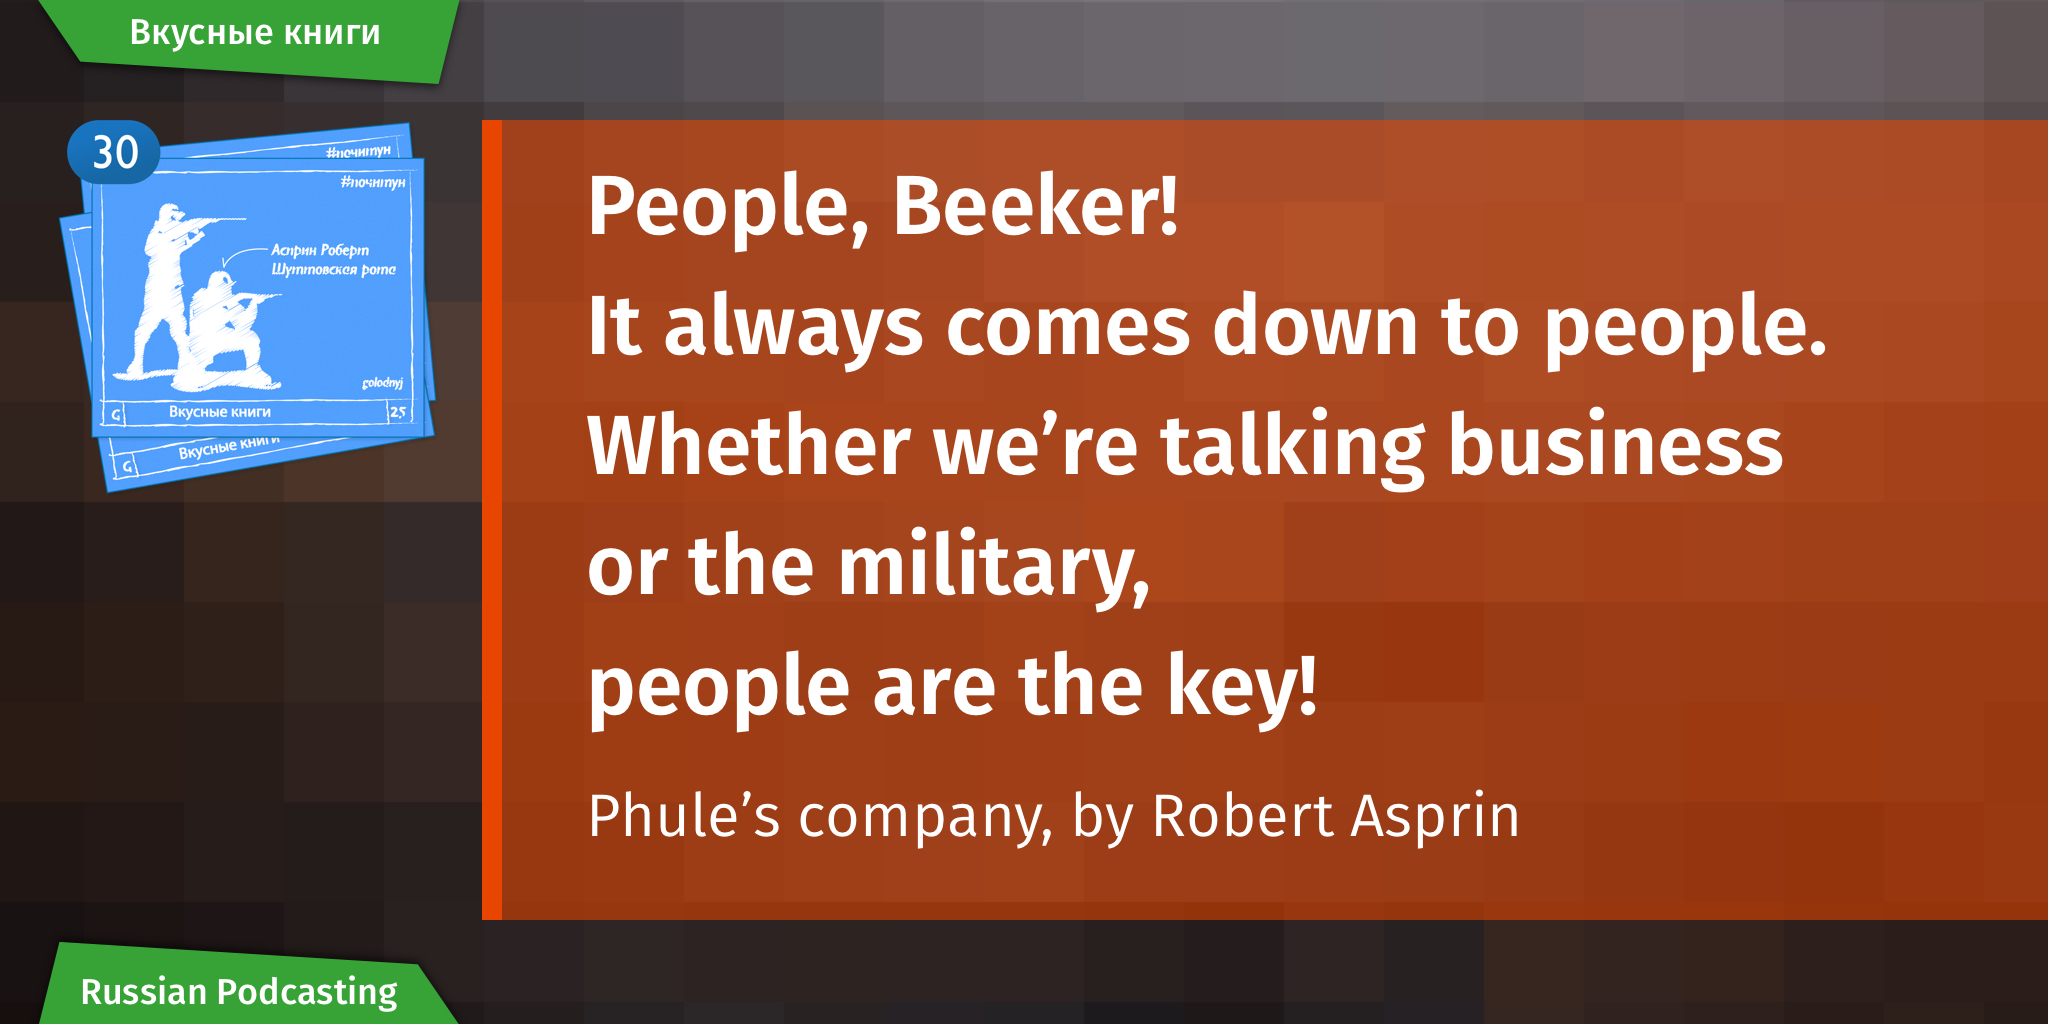 Вкусные книги
30
#почитун
#почитун
Асприн Роберт
Шуттовская рота
golodnyj
G
Вкусные книги
25
G
Вкусные книги
People, Beeker!
It always comes down to people.
Whether we’re talking business
or the military,
people are the key!
Phule’s company, by Robert Asprin
Russian Podcasting